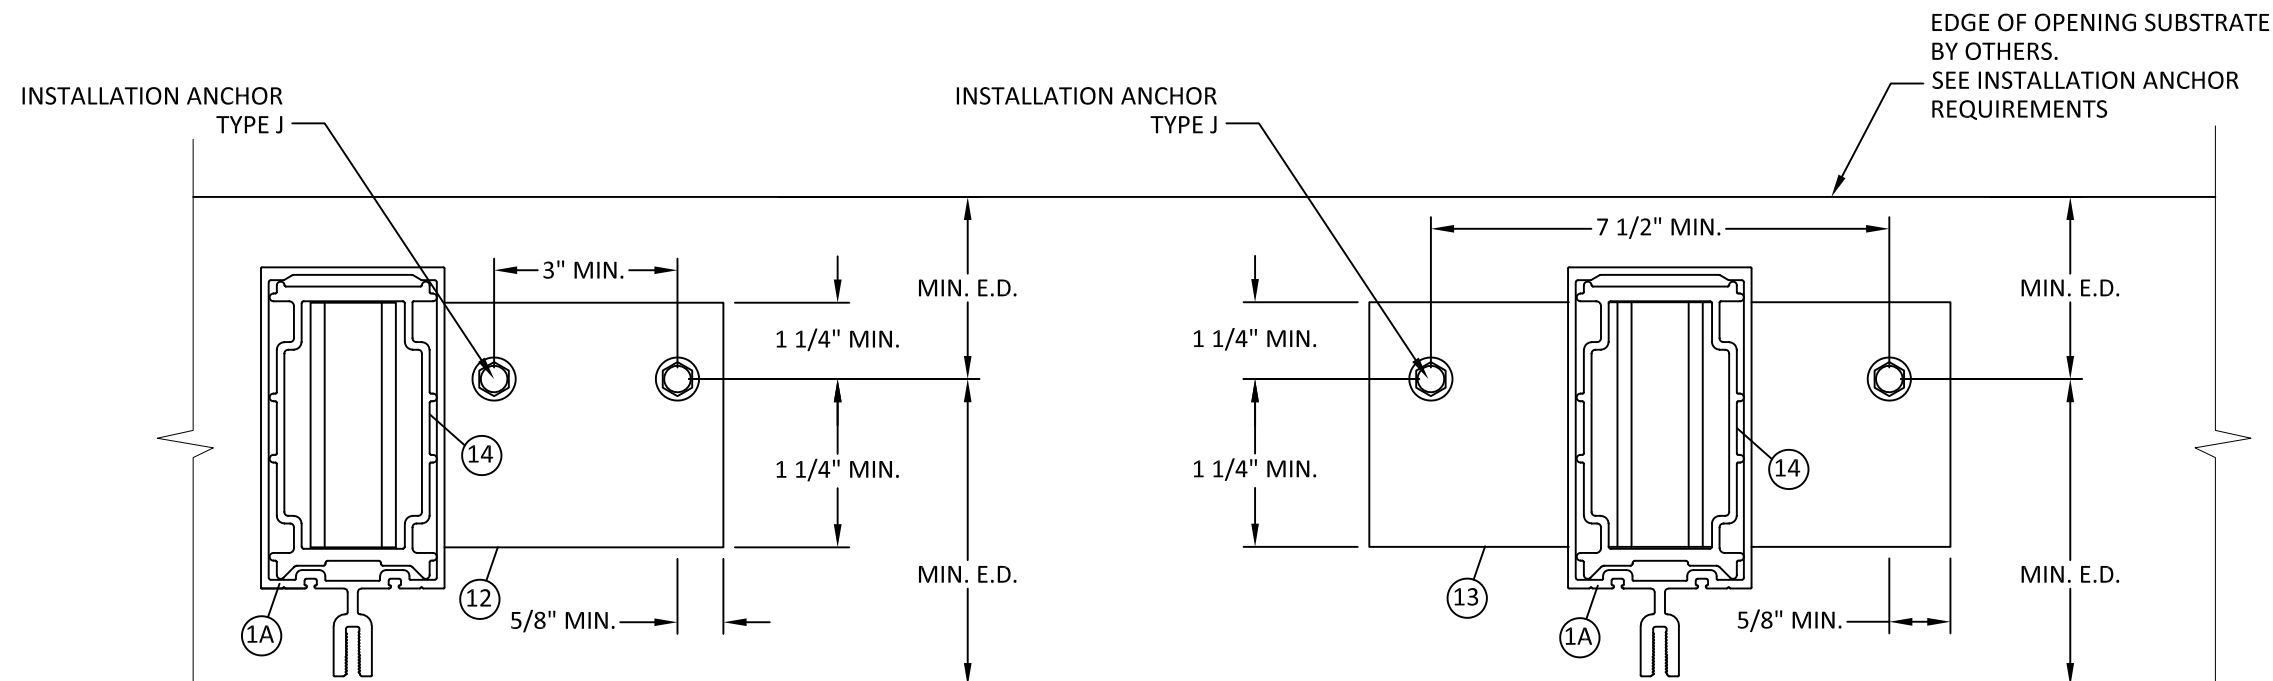 EDGE OF OPENING SUBSTRATE
BY OTHERS.
SEE INSTALLATION ANCHOR
REQUIREMENTS
INSTALLATION ANCHOR
TYPE J
INSTALLATION ANCHOR
TYPE J
3" MIN.
MIN. E.D.
1 1/4" MIN.
1 1/4" MIN.
14
12
MIN. E.D.
5/8" MIN.
1A
7 1/2" MIN.
MIN. E.D.
1 1/4" MIN.
1 1/4" MIN.
14
13
MIN. E.D.
5/8" MIN.
1A